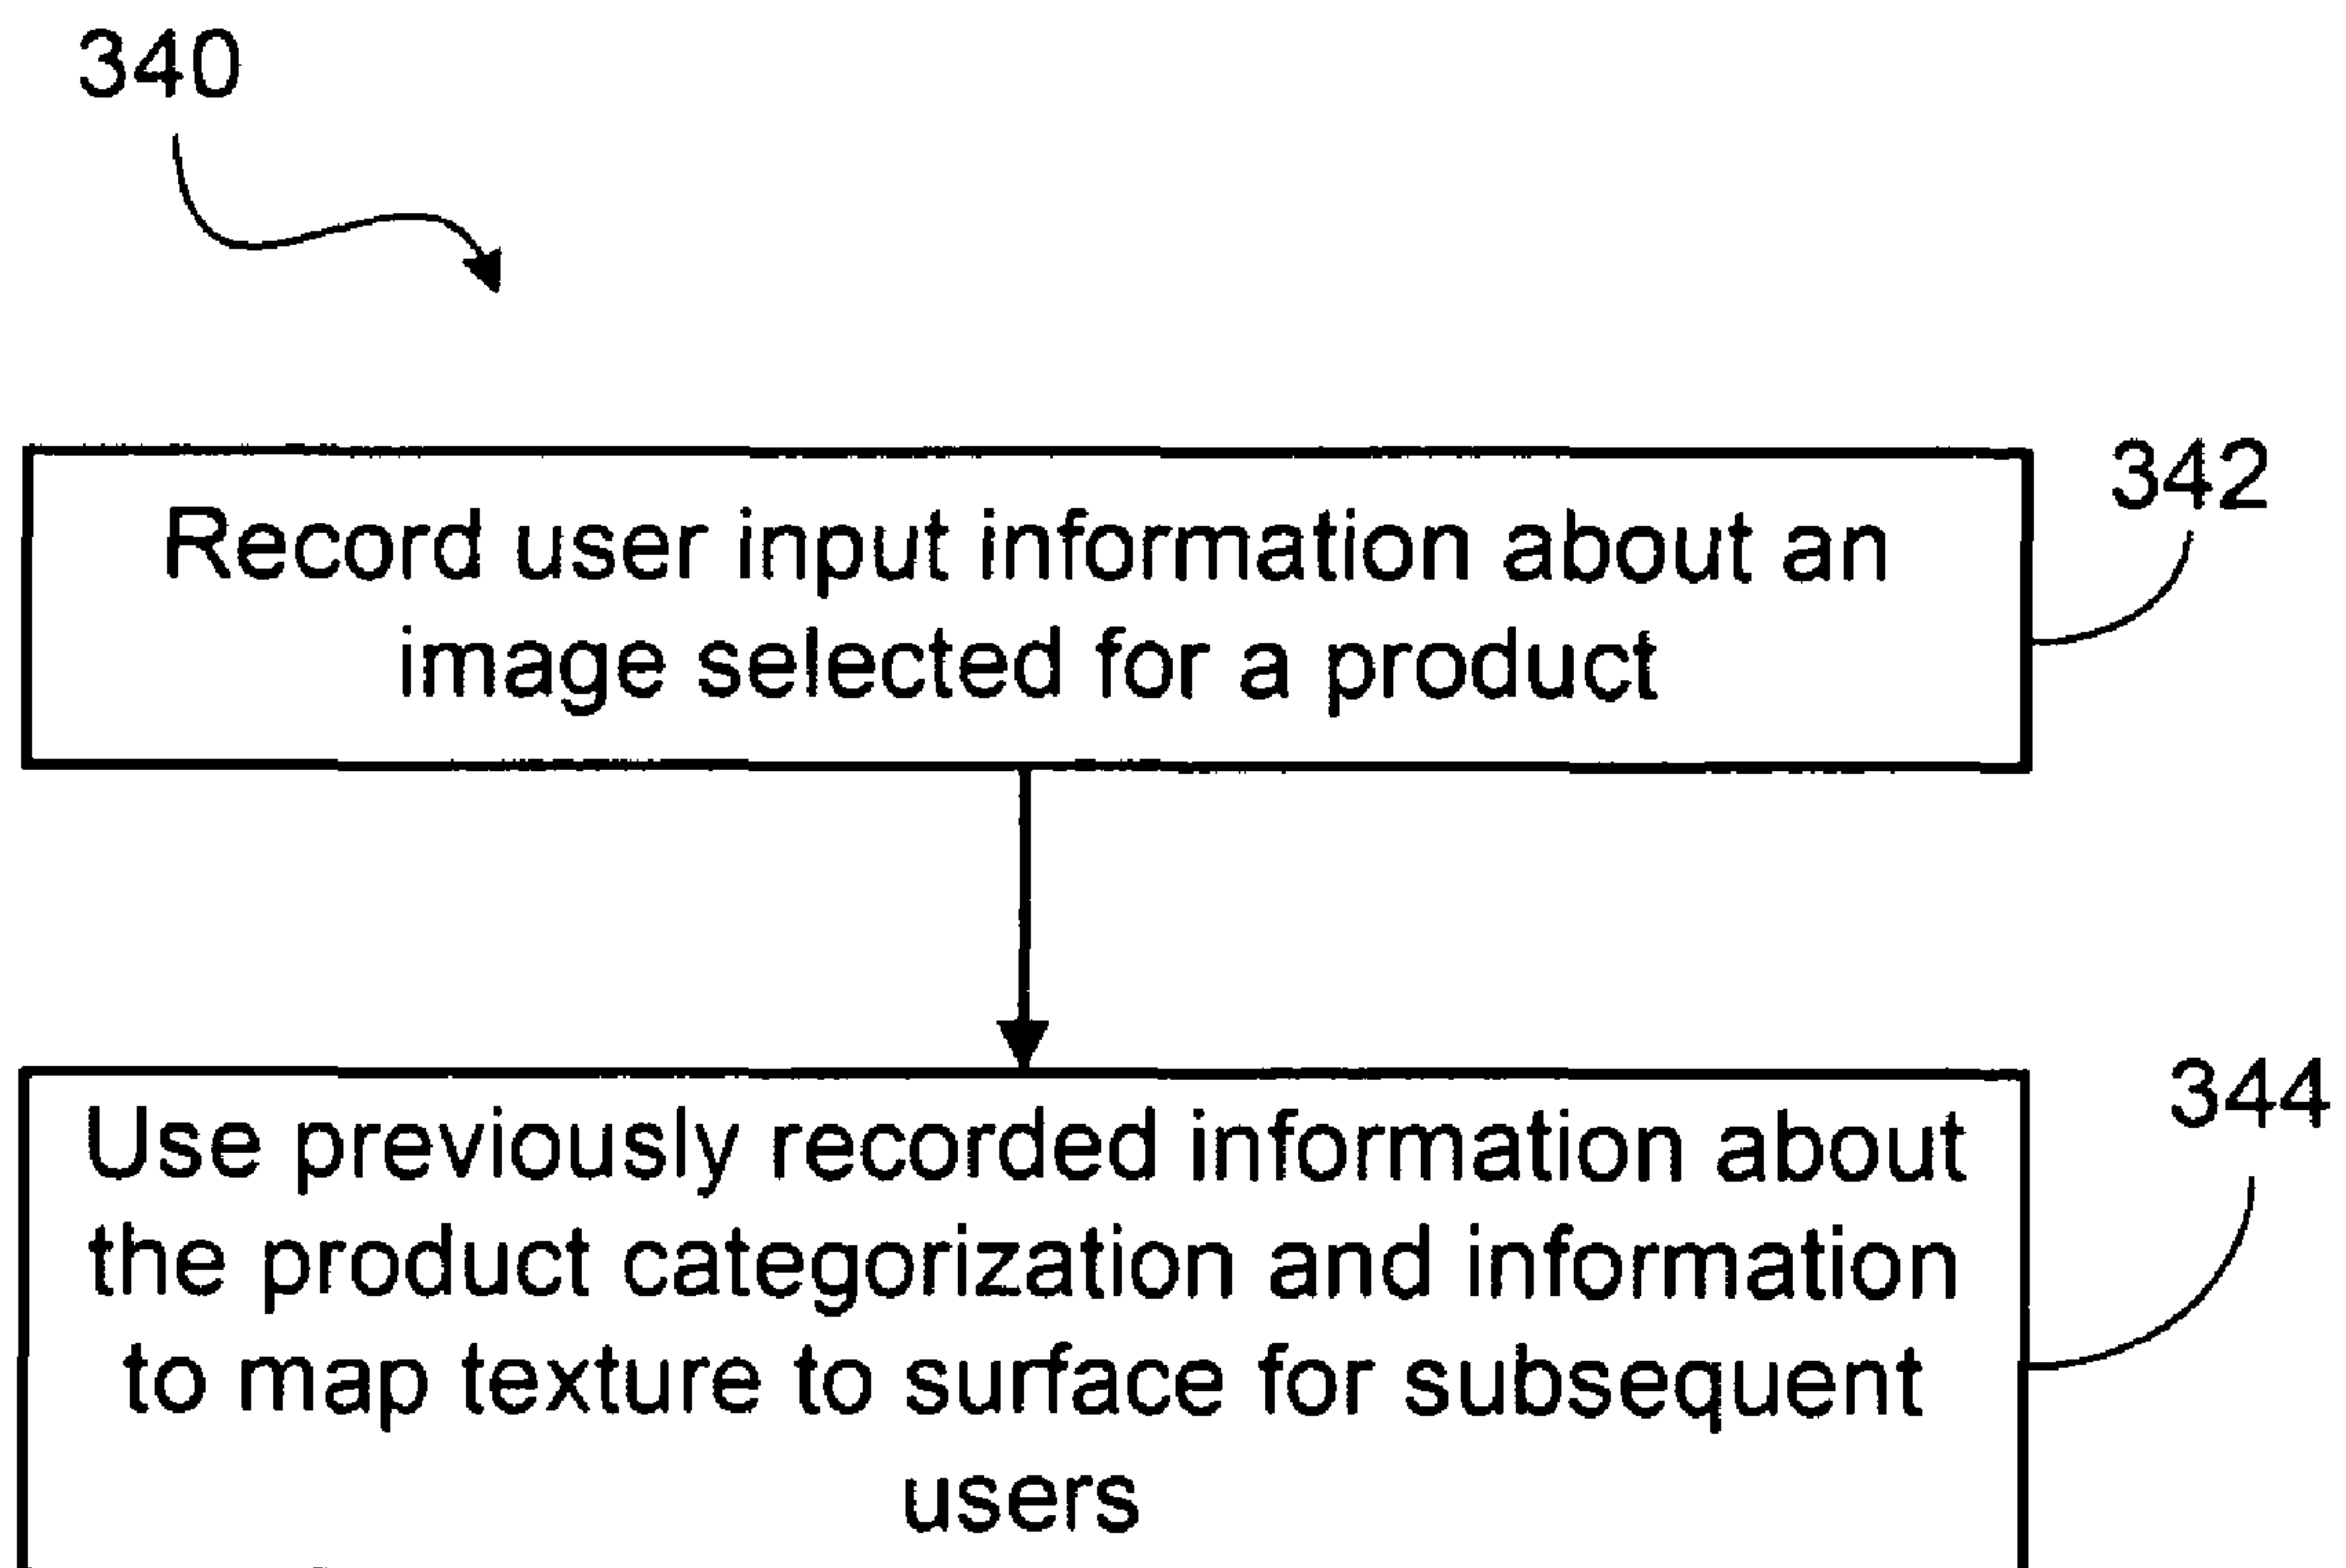 340
342
Record user input information about an
image selected for a product
344
Use previously recorded information about
the product categorization and information
to map texture to surface for subsequent
users